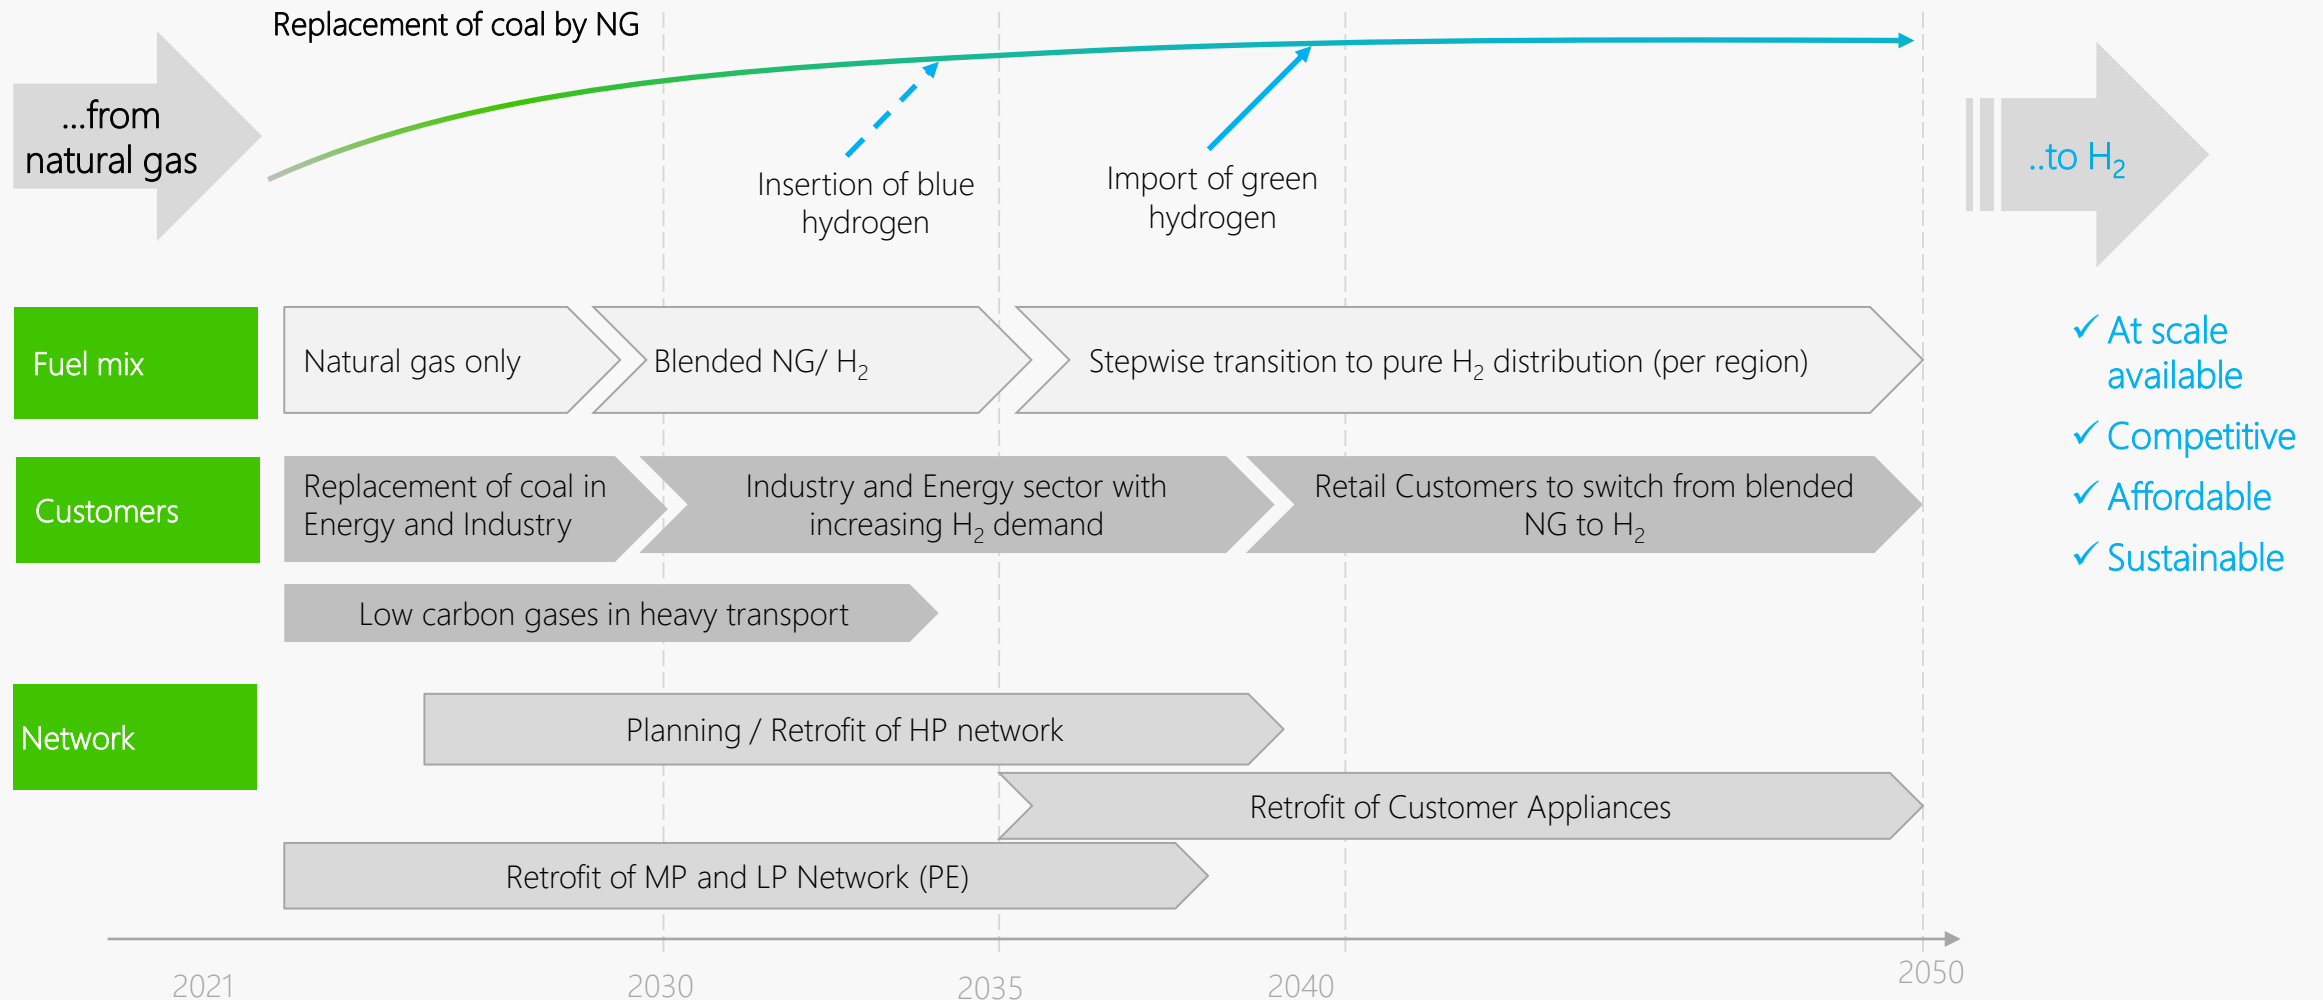 Replacement of coal by NG
...from
natural gas
Insertion of blue
hydrogen
Import of green
hydrogen
..to H₂
Fuel mix
Natural gas only
Blended NG/ H₂
Stepwise transition to pure H₂ distribution (per region)
✓ At scale
available
✓ Competitive
✓ Affordable
✓ Sustainable
Customers
Replacement of coal in
Energy and Industry
Industry and Energy sector with
increasing H₂ demand
Retail Customers to switch from blended
NG to H₂
Low carbon gases in heavy transport
Network
Planning / Retrofit of HP network
Retrofit of Customer Appliances
Retrofit of MP and LP Network (PE)
2021
2030
2035
2040
2050